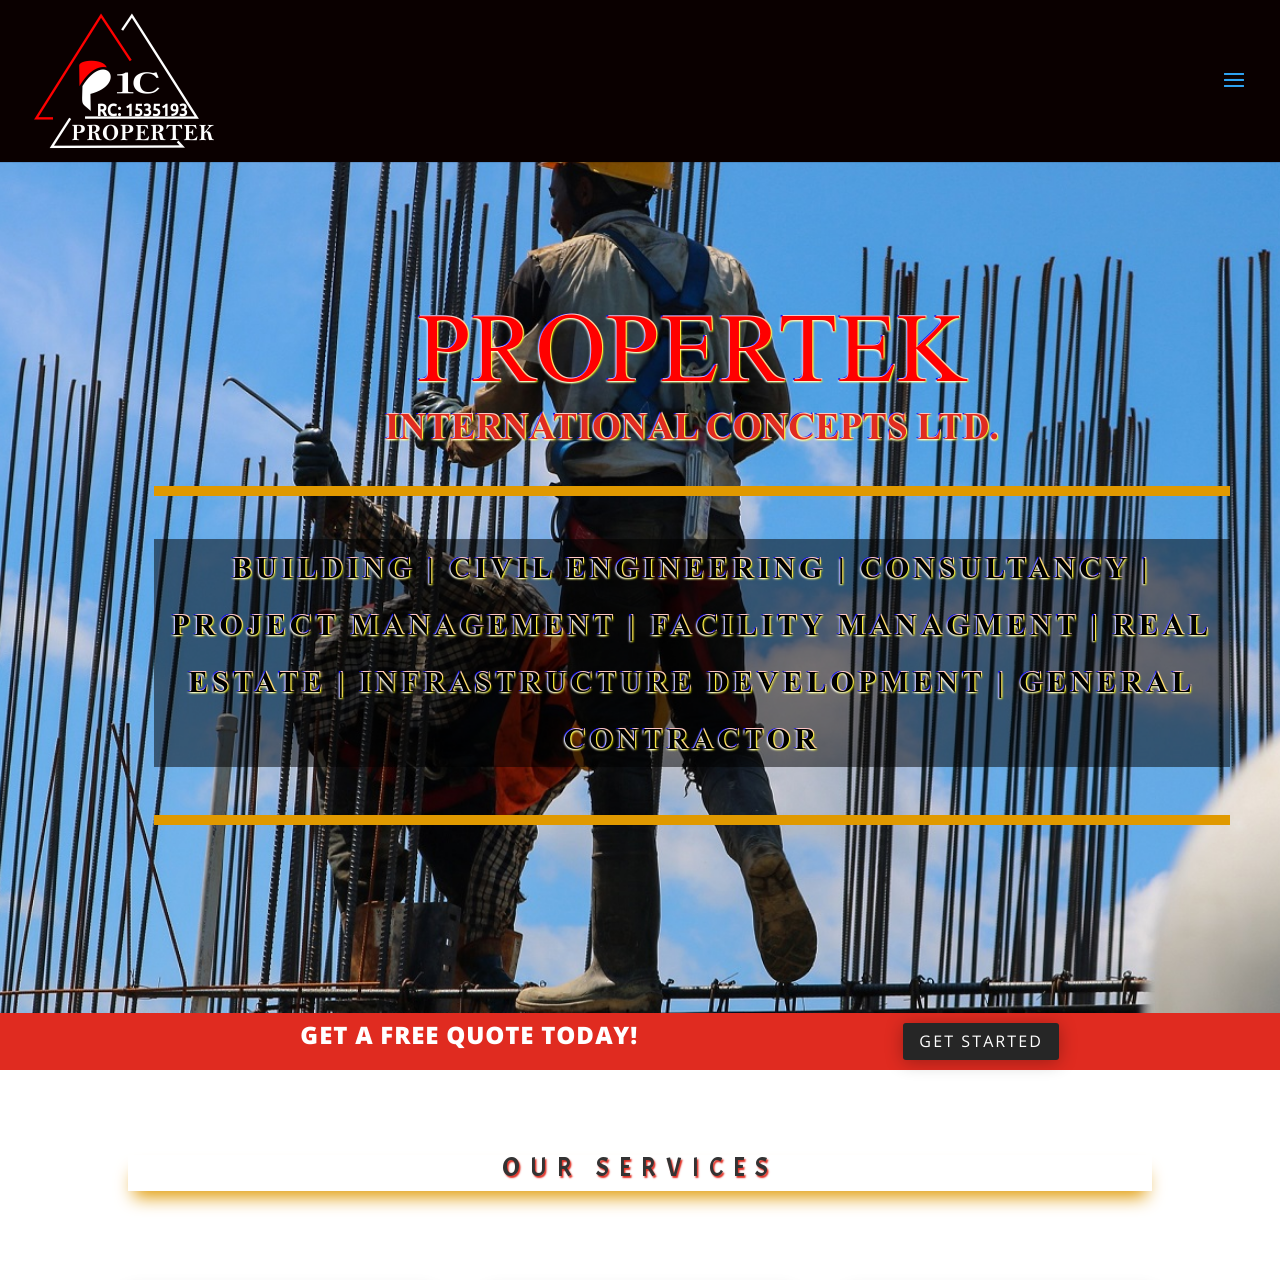 1C
RC: 1535193
PROPERTEK
PROPERTEK
INTERNATIONAL CONCEPTS LTD.
BUILDING | CIVIL ENGINEERING | CONSULTANCY |
PROJECT MANAGEMENT | FACILITY MANAGMENT | REAL
ESTATE | INFRASTRUCTURE DEVELOPMENT | GENERAL
CONTRACTOR
GET A FREE QUOTE TODAY!
GET STARTED
OUR SERVICES